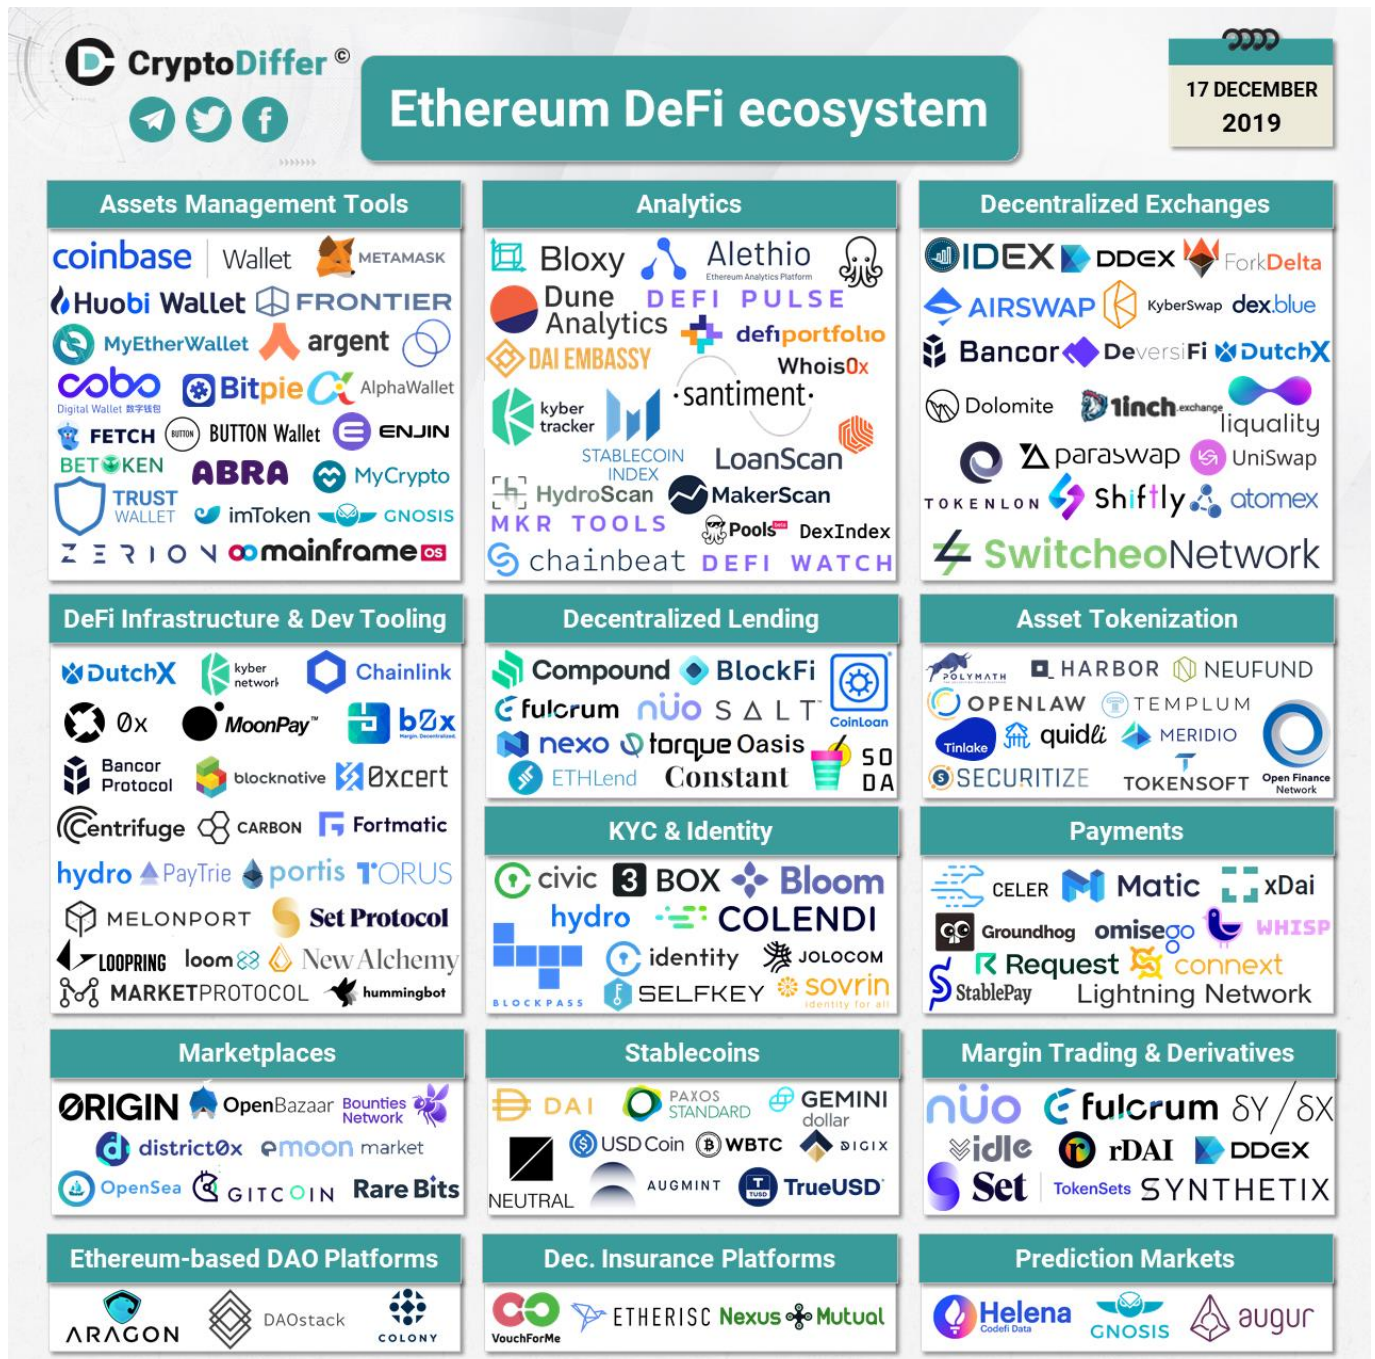 CryptoDiffer ©
Ethereum DeFi ecosystem
17 DECEMBER
2019
Assets Management Tools
coinbase | Wallet METAMASK
Huobi Wallet FRONTIER
MyEtherWallet argent
cobo Bitpie AlphaWallet
Digital Wallet 数字钱包
FETCH BUTTON BUTTON Wallet ENJIN
BETOKEN ABRA MyCrypto
TRUST
WALLET imToken GNOSIS
ZERION mainframe OS
Analytics
Bloxy Alethio
Ethereum Analytics Platform
Dune
Analytics DEFI PULSE
defiportfolio
DAI EMBASSY Whois0x
·santiment·
kyber
tracker
STABLECOIN
INDEX LoanScan
HydroScan MakerScan
MKR TOOLS Pools beta DexIndex
chainbeat DEFI WATCH
Decentralized Exchanges
IDEX DDEX ForkDelta
AIRSWAP KyberSwap dex.blue
Bancor DeversiFi DutchX
Dolomite 1inch.exchange
liquality
paraswap UniSwap
TOKENLON Shiftly atomex
SwitcheoNetwork
DeFi Infrastructure & Dev Tooling
DutchX kyber
network Chainlink
0x MoonPay™ b0x
Margin. Decentralized.
Bancor
Protocol blocknative 0xcert
Centrifuge CARBON Fortmatic
hydro PayTrie portis TORUS
MELONPORT Set Protocol
LOOPRING loom New Alchemy
MARKETPROTOCOL hummingbot
Decentralized Lending
Compound BlockFi
fulcrum nüo SALT™ CoinLoan
nexo torque Oasis
ETHLend Constant SODA
Asset Tokenization
POLYMATH HARBOR NEUFUND
OPENLAW TEMPLUM
Tinlake quidli MERIDIO
SECURITIZE TOKENSOFT Open Finance
Network
KYC & Identity
civic 3 BOX Bloom
hydro COLENDI
identity JOLOCOM
BLOCKPASS SELFKEY sovrin
identity for all
Payments
CELER Matic xDai
Groundhog omisego WHISP
Request connext
StablePay Lightning Network
Marketplaces
ORIGIN OpenBazaar Bounties
Network
district0x emoon market
OpenSea GITCOIN Rare Bits
Stablecoins
DAI PAXOS
STANDARD GEMINI
dollar
USD Coin WBTC DIGIX
NEUTRAL AUGMINT TUSD TrueUSD
Margin Trading & Derivatives
nüo fulcrum δY/δX
idle rDAI DDEX
Set | TokenSets SYNTHETIX
Ethereum-based DAO Platforms
ARAGON DAOstack COLONY
Dec. Insurance Platforms
VouchForMe ETHERISC Nexus Mutual
Prediction Markets
Helena
Codefi Data GNOSIS augur